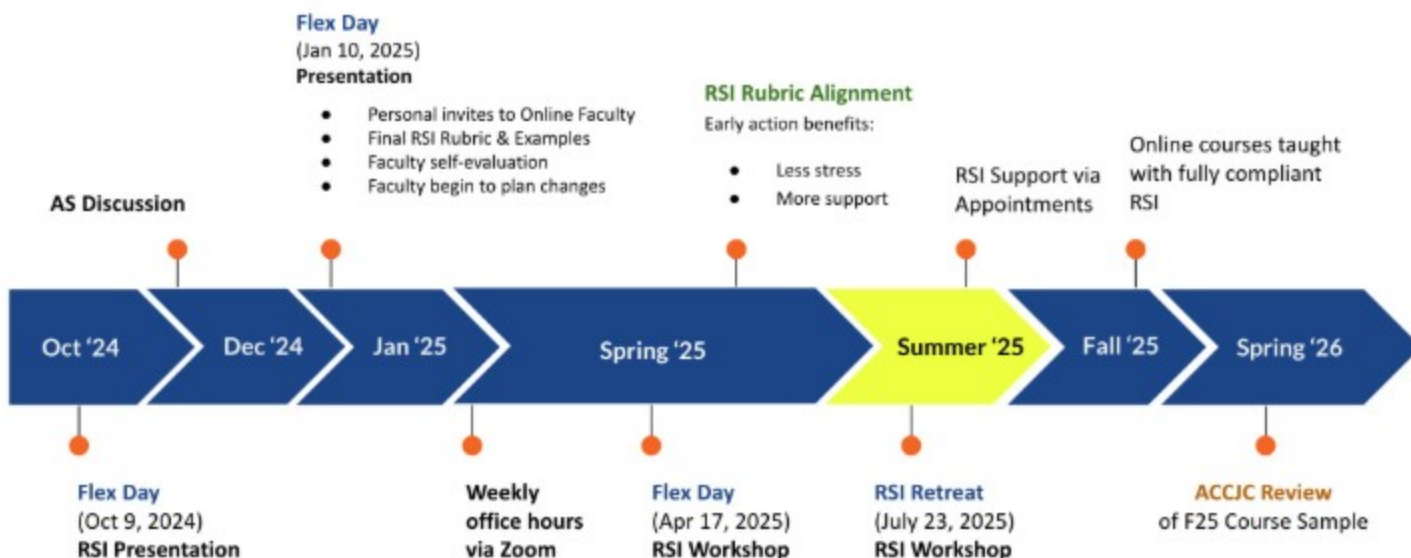 Flex Day
(Jan 10, 2025)
Presentation
● Personal invites to Online Faculty
● Final RSI Rubric & Examples
● Faculty self-evaluation
● Faculty begin to plan changes
RSI Rubric Alignment
Early action benefits:
● Less stress
● More support
AS Discussion
RSI Support via
Appointments
Online courses taught
with fully compliant
RSI
Oct ‘24
Dec ‘24
Jan ‘25
Spring ‘25
Summer ‘25
Fall ‘25
Spring ‘26
Flex Day
(Oct 9, 2024)
RSI Presentation
Weekly
office hours
via Zoom
Flex Day
(Apr 17, 2025)
RSI Workshop
RSI Retreat
(July 23, 2025)
RSI Workshop
ACCJC Review
of F25 Course Sample